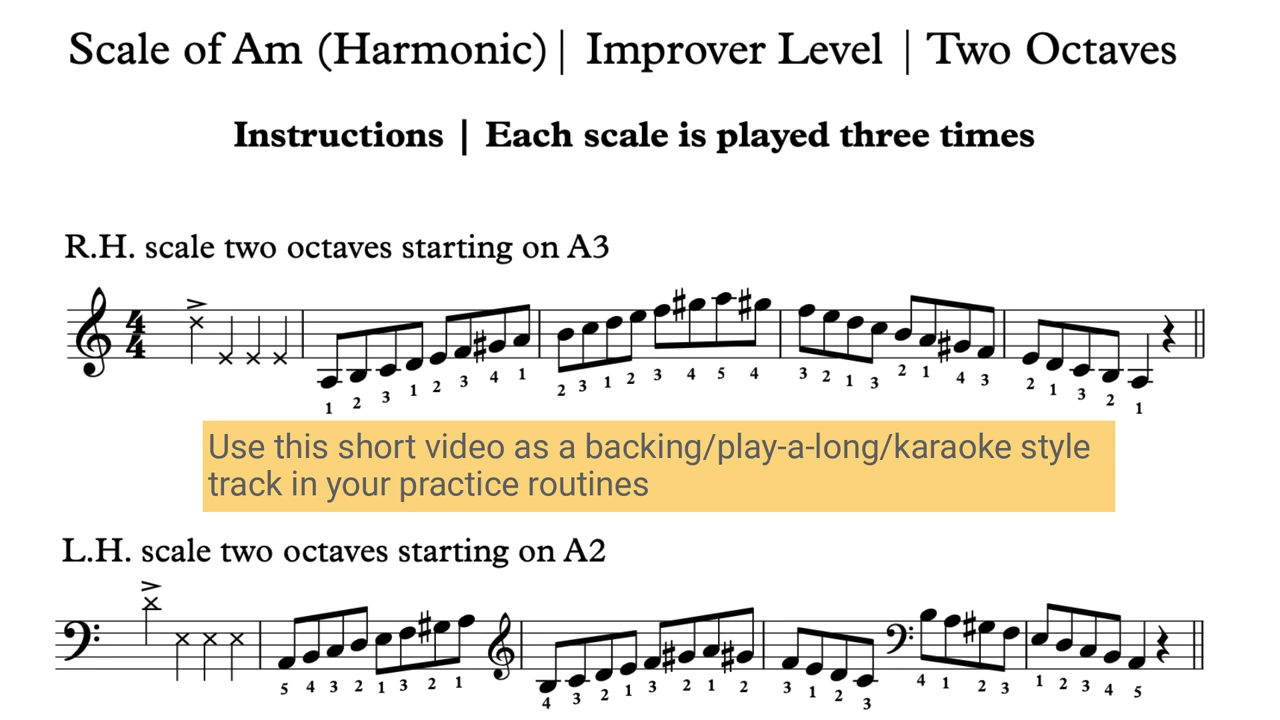 Scale of Am (Harmonic) | Improver Level | Two Octaves
Instructions | Each scale is played three times
R.H. scale two octaves starting on A3
4
4
1 2 3 1 2 3 4 1 2 3 1 2 3 4 5 4 3 2 1 3 2 1 4 3 2 1 3 2 1
Use this short video as a backing/play-a-long/karaoke style
track in your practice routines
L.H. scale two octaves starting on A2
5 4 3 2 1 3 2 1 4 3 2 1 3 2 1 2 3 1 2 3 4 1 2 3 1 2 3 4 5